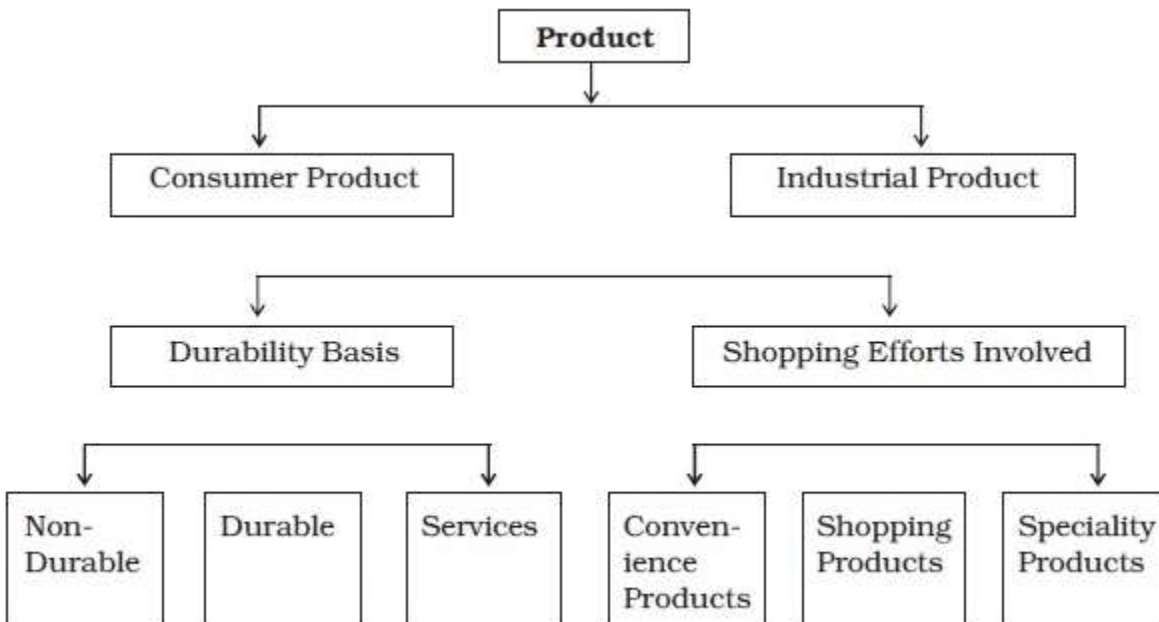 Product
Consumer Product
Industrial Product
Durability Basis
Shopping Efforts Involved
Non-
Durable
Durable
Services
Conven-
ience
Products
Shopping
Products
Speciality
Products